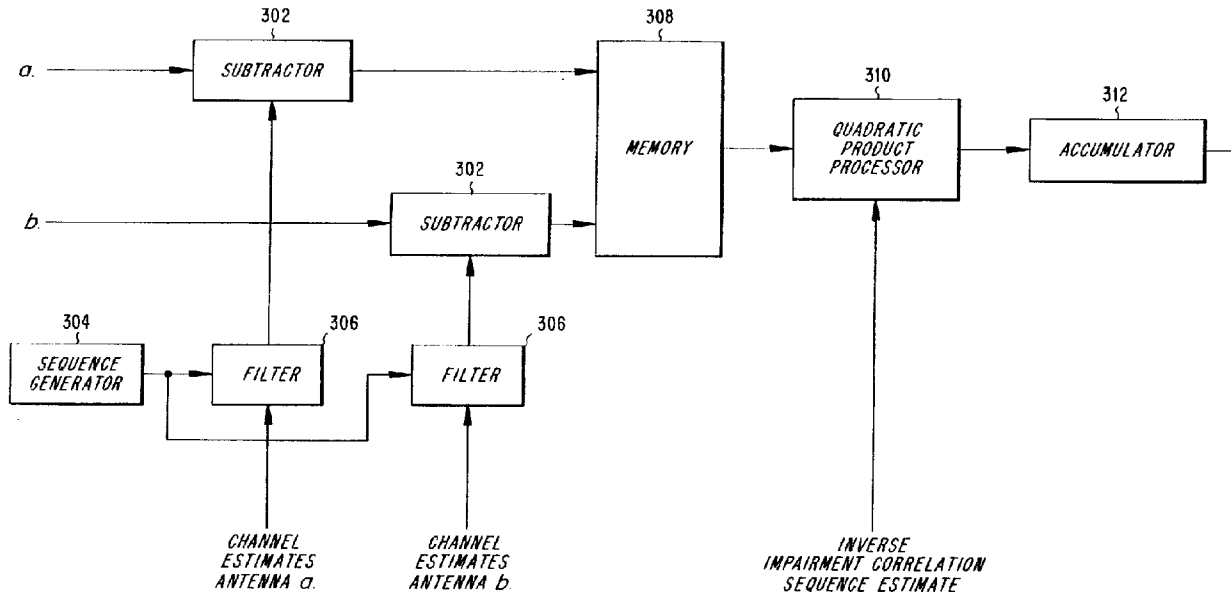 302
308
a.
SUBTRACTOR
310
312
MEMORY
QUADRATIC
PRODUCT
PROCESSOR
ACCUMULATOR
302
b.
SUBTRACTOR
304
306
306
SEQUENCE
GENERATOR
FILTER
FILTER
CHANNEL
ESTIMATES
ANTENNA a.
CHANNEL
ESTIMATES
ANTENNA b.
INVERSE
IMPAIRMENT CORRELATION
SEQUENCE ESTIMATE